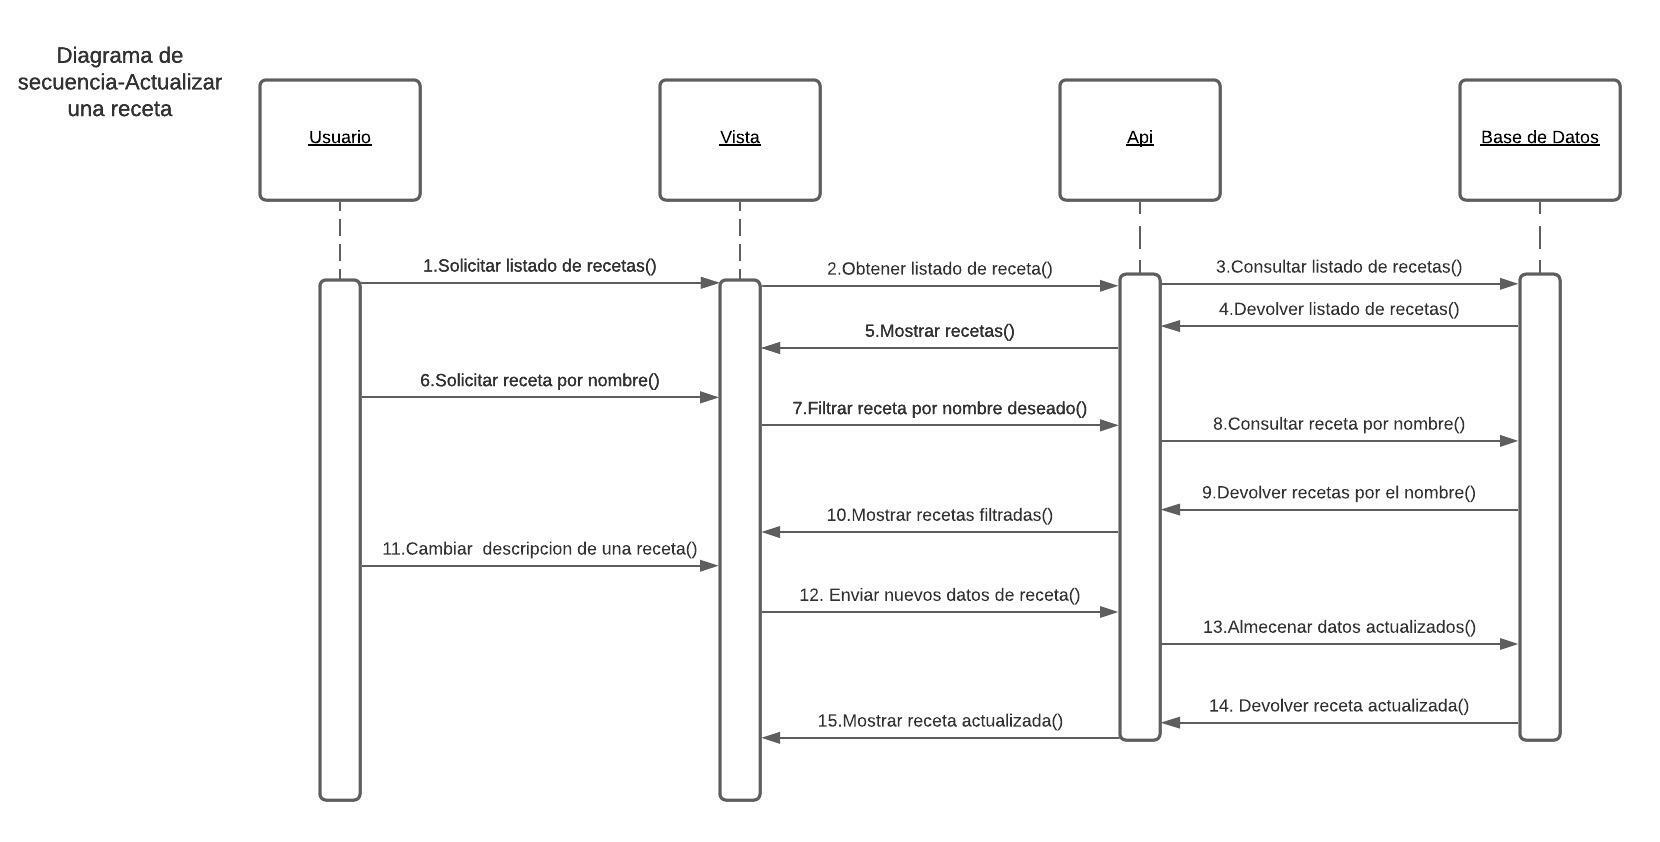 Diagrama de
secuencia-Actualizar
una receta
Usuario
Vista
Api
Base de Datos
1.Solicitar listado de recetas()
2.Obtener listado de receta()
3.Consultar listado de recetas()
4.Devolver listado de recetas()
5.Mostrar recetas()
6.Solicitar receta por nombre()
7.Filtrar receta por nombre deseado()
8.Consultar receta por nombre()
9.Devolver recetas por el nombre()
10.Mostrar recetas filtradas()
11.Cambiar  descripcion de una receta()
12. Enviar nuevos datos de receta()
13.Almecenar datos actualizados()
14. Devolver receta actualizada()
15.Mostrar receta actualizada()